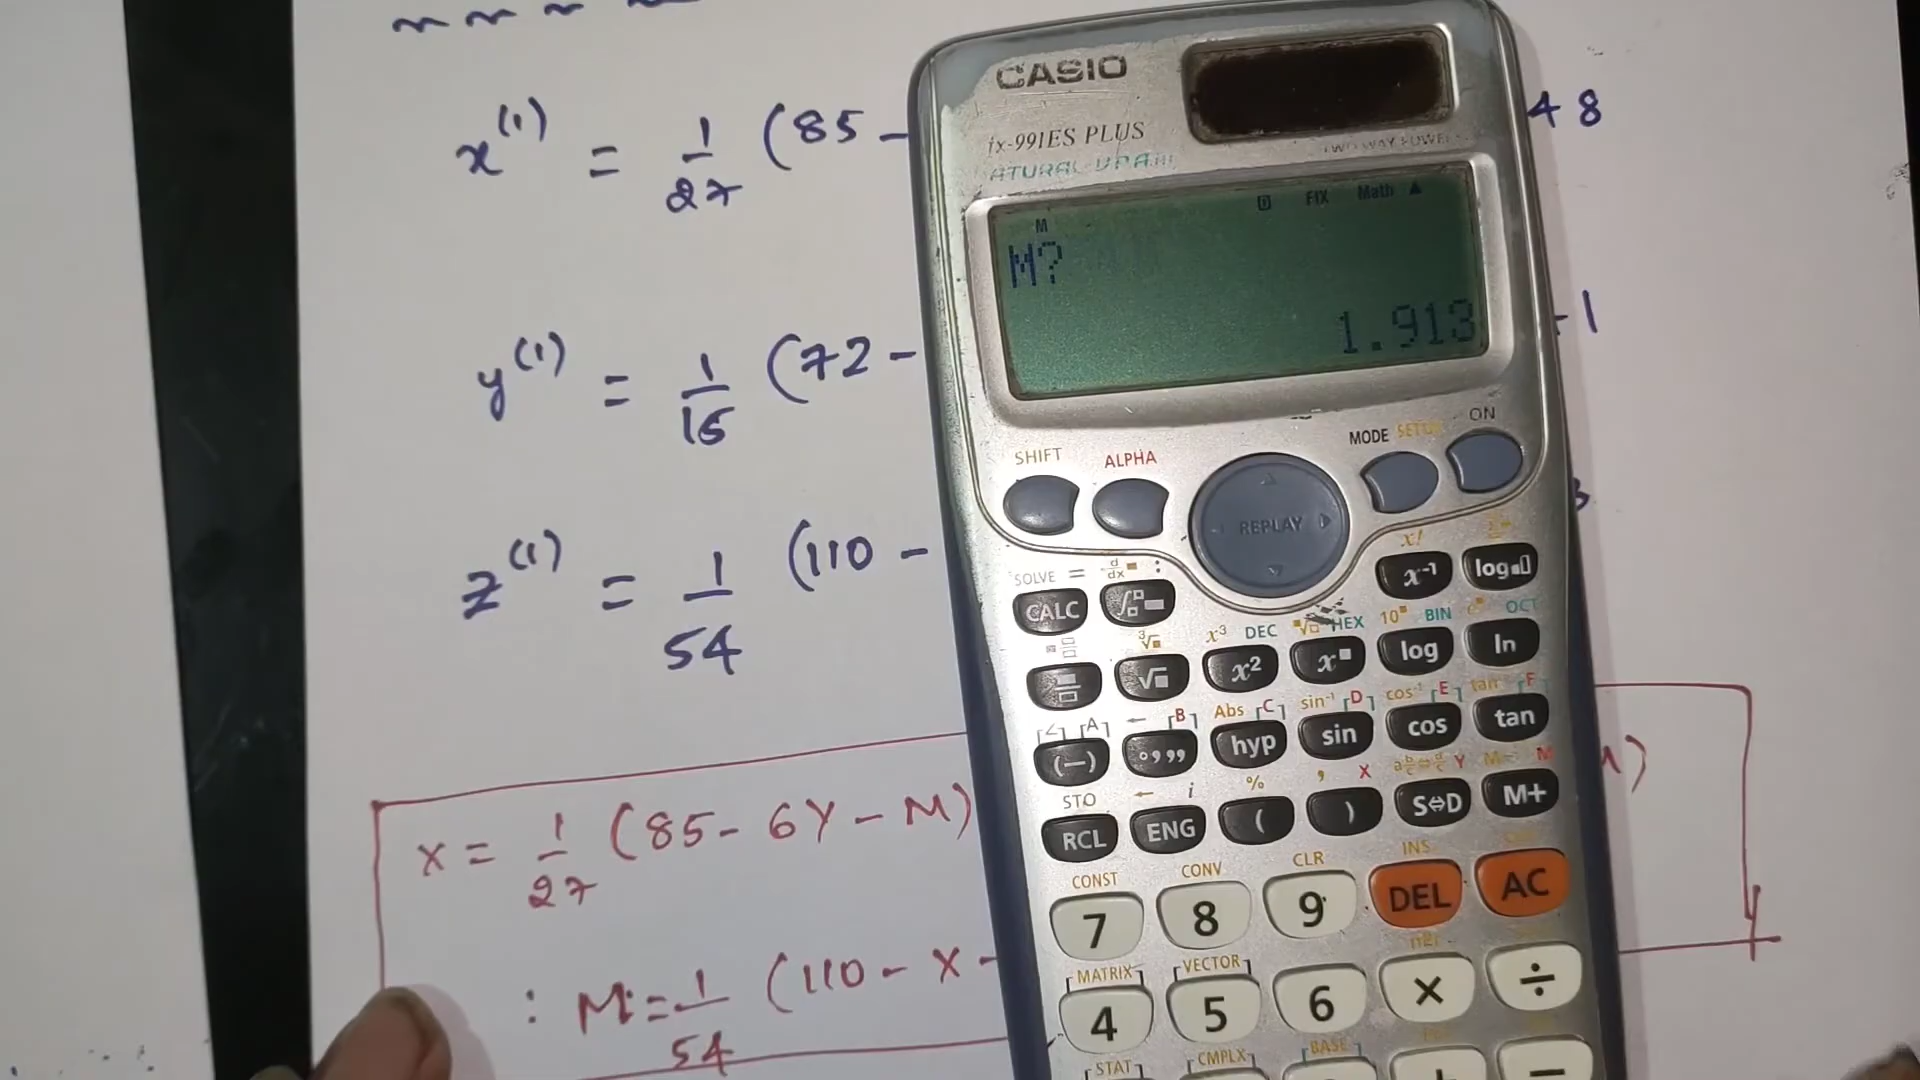 x⁽¹⁾ = 1/27 (85 - 48
y⁽¹⁾ = 1/15 (72 - 1
z⁽¹⁾ = 1/54 (110 - 3
x = 1/27 (85 - 6Y - M)
: M = 1/54 (110 - x -
CASIO
fx-991ES PLUS
TWO WAY POWER
M
D FIX Math ▲
M?
1.913
SHIFT ALPHA REPLAY MODE SETUP ON
SOLVE = d/dx : x!
CALC ∫ x⁻¹ log
∛ x³ DEC HEX 10 BIN e OCT
√ x² x log ln
∠ A ← B Abs C sin⁻¹ D cos⁻¹ E tan⁻¹ F
(—) °,,, hyp sin cos tan
STO ← i % , X Y M- M
RCL ENG ( ) S⇔D M+
CONST CONV CLR INS
7 8 9 DEL AC
MATRIX VECTOR
4 5 6 × ÷
STAT CMPLX BASE
+ −